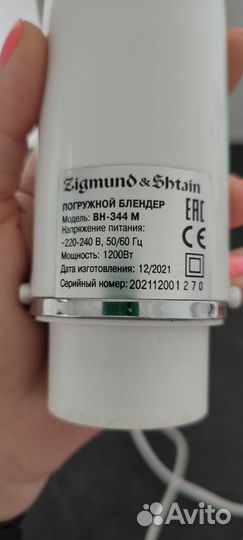 Zigmund & Shtain
ПОГРУЖНОЙ БЛЕНДЕР
Модель: BH-344 M
Напряжение питания:
~220-240 В, 50/60 Гц
Мощность: 1200Вт
Дата изготовления: 12/2021
Серийный номер: 202112001270
EAC
CE
Avito